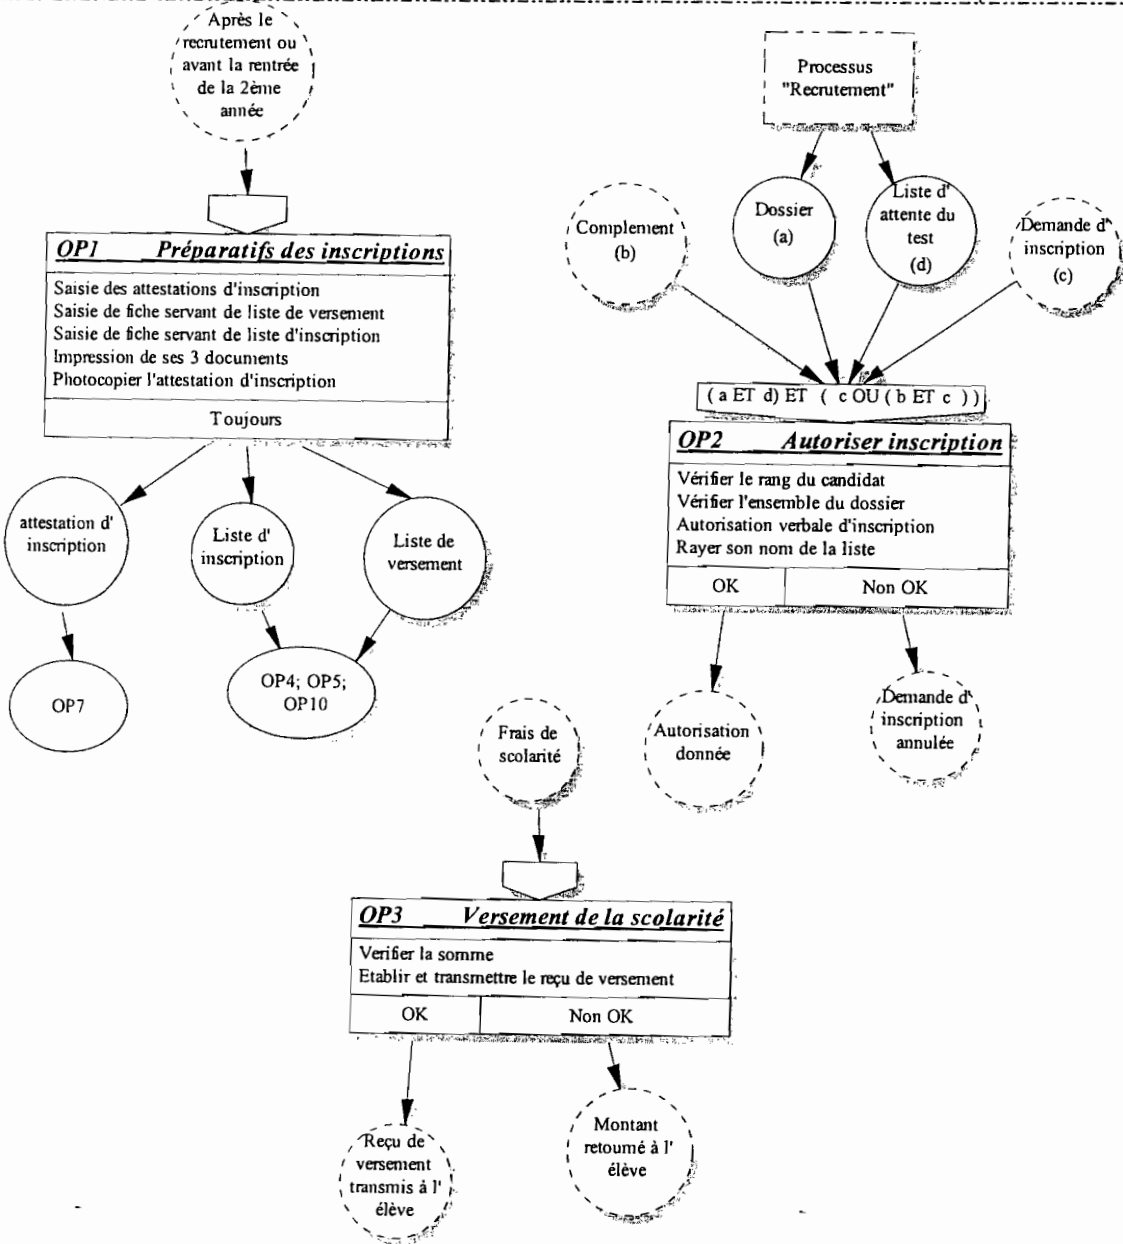 Après le
recrutement ou
avant la rentrée
de la 2ème
année
OP1 Préparatifs des inscriptions
Saisie des attestations d'inscription
Saisie de fiche servant de liste de versement
Saisie de fiche servant de liste d'inscription
Impression de ses 3 documents
Photocopier l'attestation d'inscription
Toujours
attestation d'
inscription
Liste d'
inscription
Liste de
versement
OP7
OP4; OP5;
OP10
Processus
"Recrutement"
Complement
(b)
Dossier
(a)
Liste d'
attente du
test
(d)
Demande d'
inscription
(c)
( a ET d) ET ( c OU ( b ET c ))
OP2 Autoriser inscription
Vérifier le rang du candidat
Vérifier l'ensemble du dossier
Autorisation verbale d'inscription
Rayer son nom de la liste
OK Non OK
Autorisation
donnée
Demande d'
inscription
annulée
Frais de
scolarité
OP3 Versement de la scolarité
Verifier la somme
Etablir et transmettre le reçu de versement
OK Non OK
Reçu de
versement
transmis à l'
élève
Montant
retourné à l'
élève